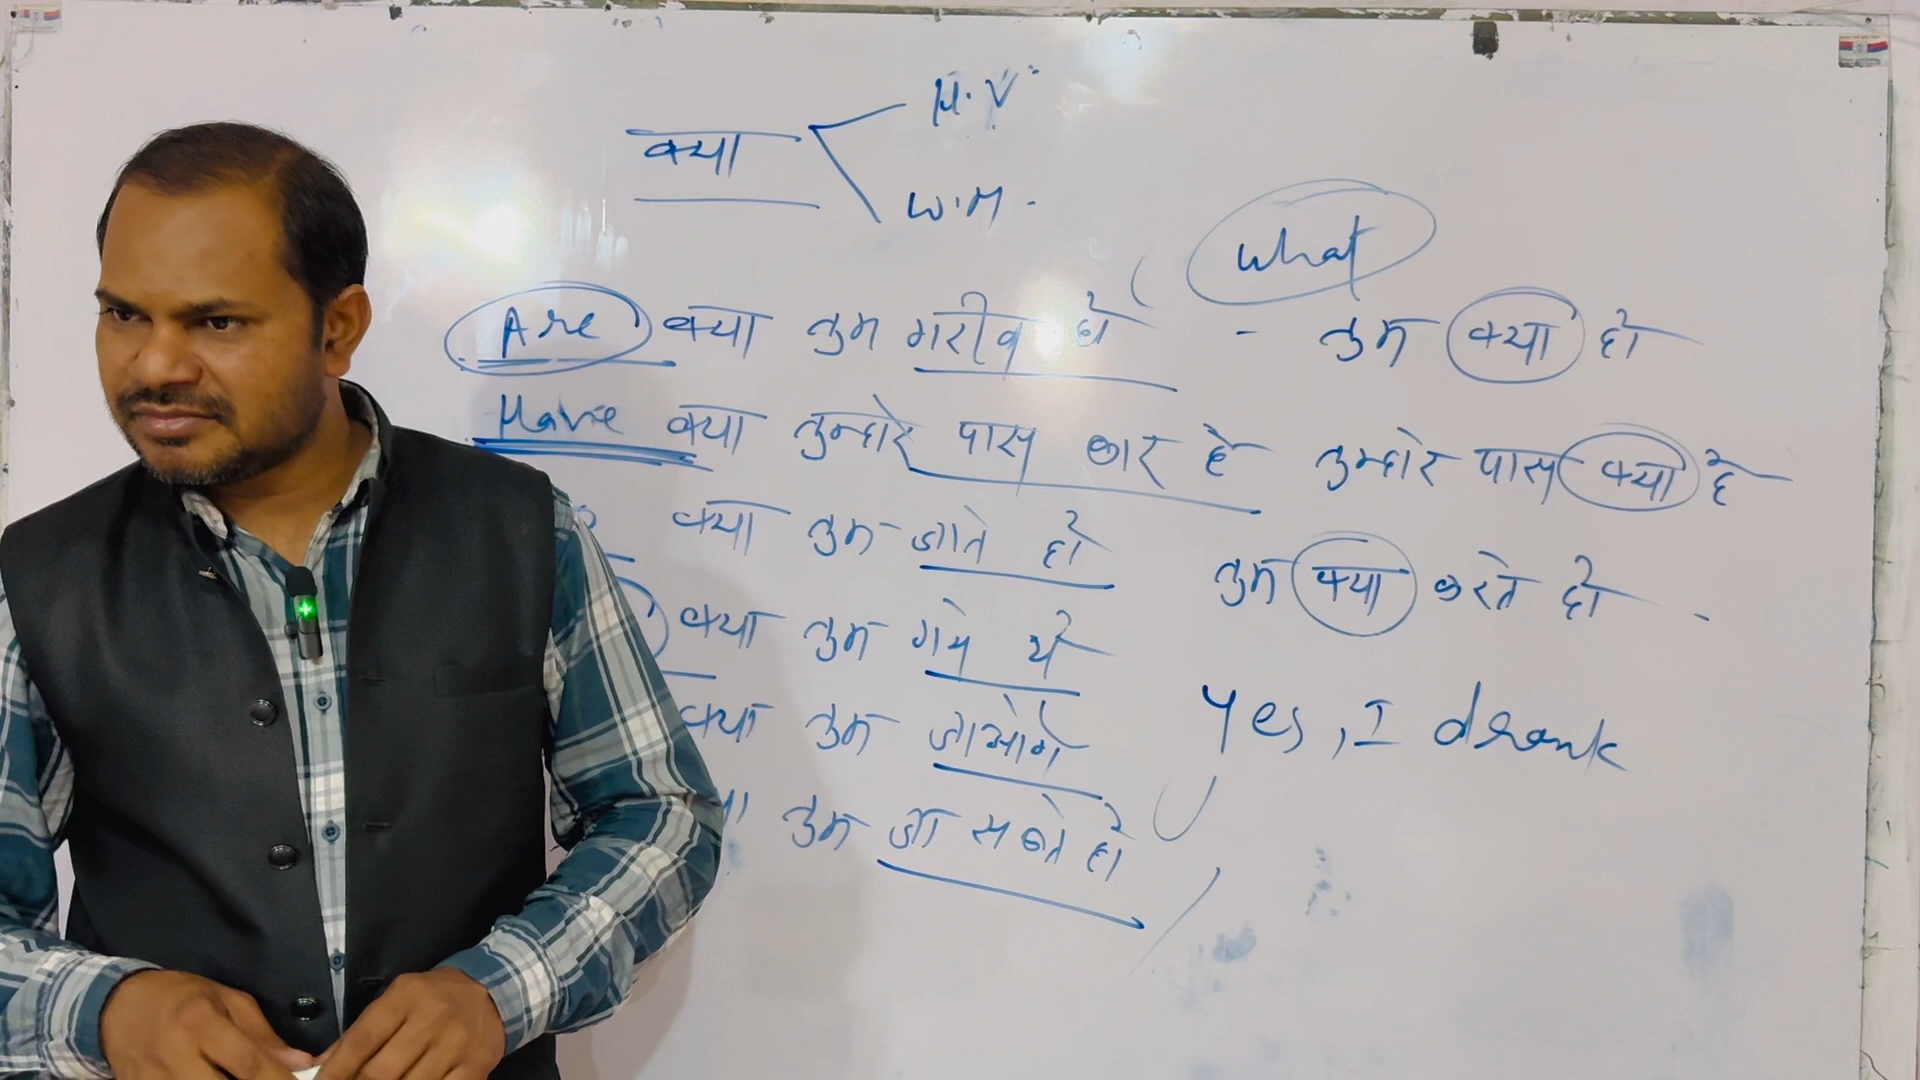 क्या
H.V
W.M.
What
Are क्या तुम गरीब हो - तुम क्या हो
Have क्या तुम्हारे पास कार है तुम्हारे पास क्या है
क्या तुम जाते हो तुम क्या करते हो
क्या तुम गये थे
क्या तुम जाओगे
Yes, I drank
तुम जा सकते हो